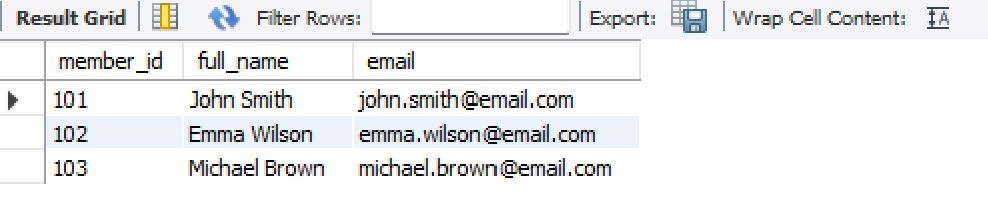 Result Grid Filter Rows: Export: Wrap Cell Content: IA
member_id full_name email
101 John Smith john.smith@email.com
102 Emma Wilson emma.wilson@email.com
103 Michael Brown michael.brown@email.com